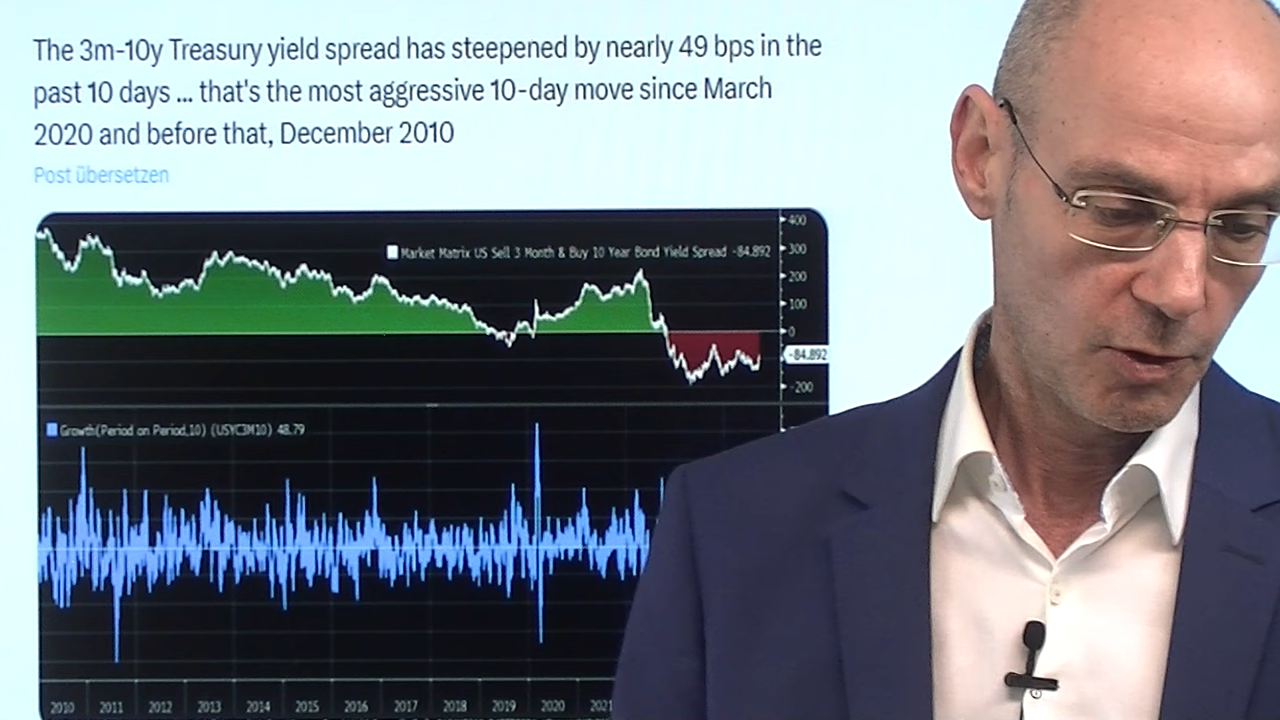 The 3m-10y Treasury yield spread has steepened by nearly 49 bps in the
past 10 days ... that's the most aggressive 10-day move since March
2020 and before that, December 2010
Post übersetzen
400
Market Matrix US Sell 3 Month & Buy 10 Year Bond Yield Spread -84.892
300
200
100
0
-84.892
-200
Growth(Period on Period,10) (USYC3M10) 48.79
2010 2011 2012 2013 2014 2015 2016 2017 2018 2019 2020 2021